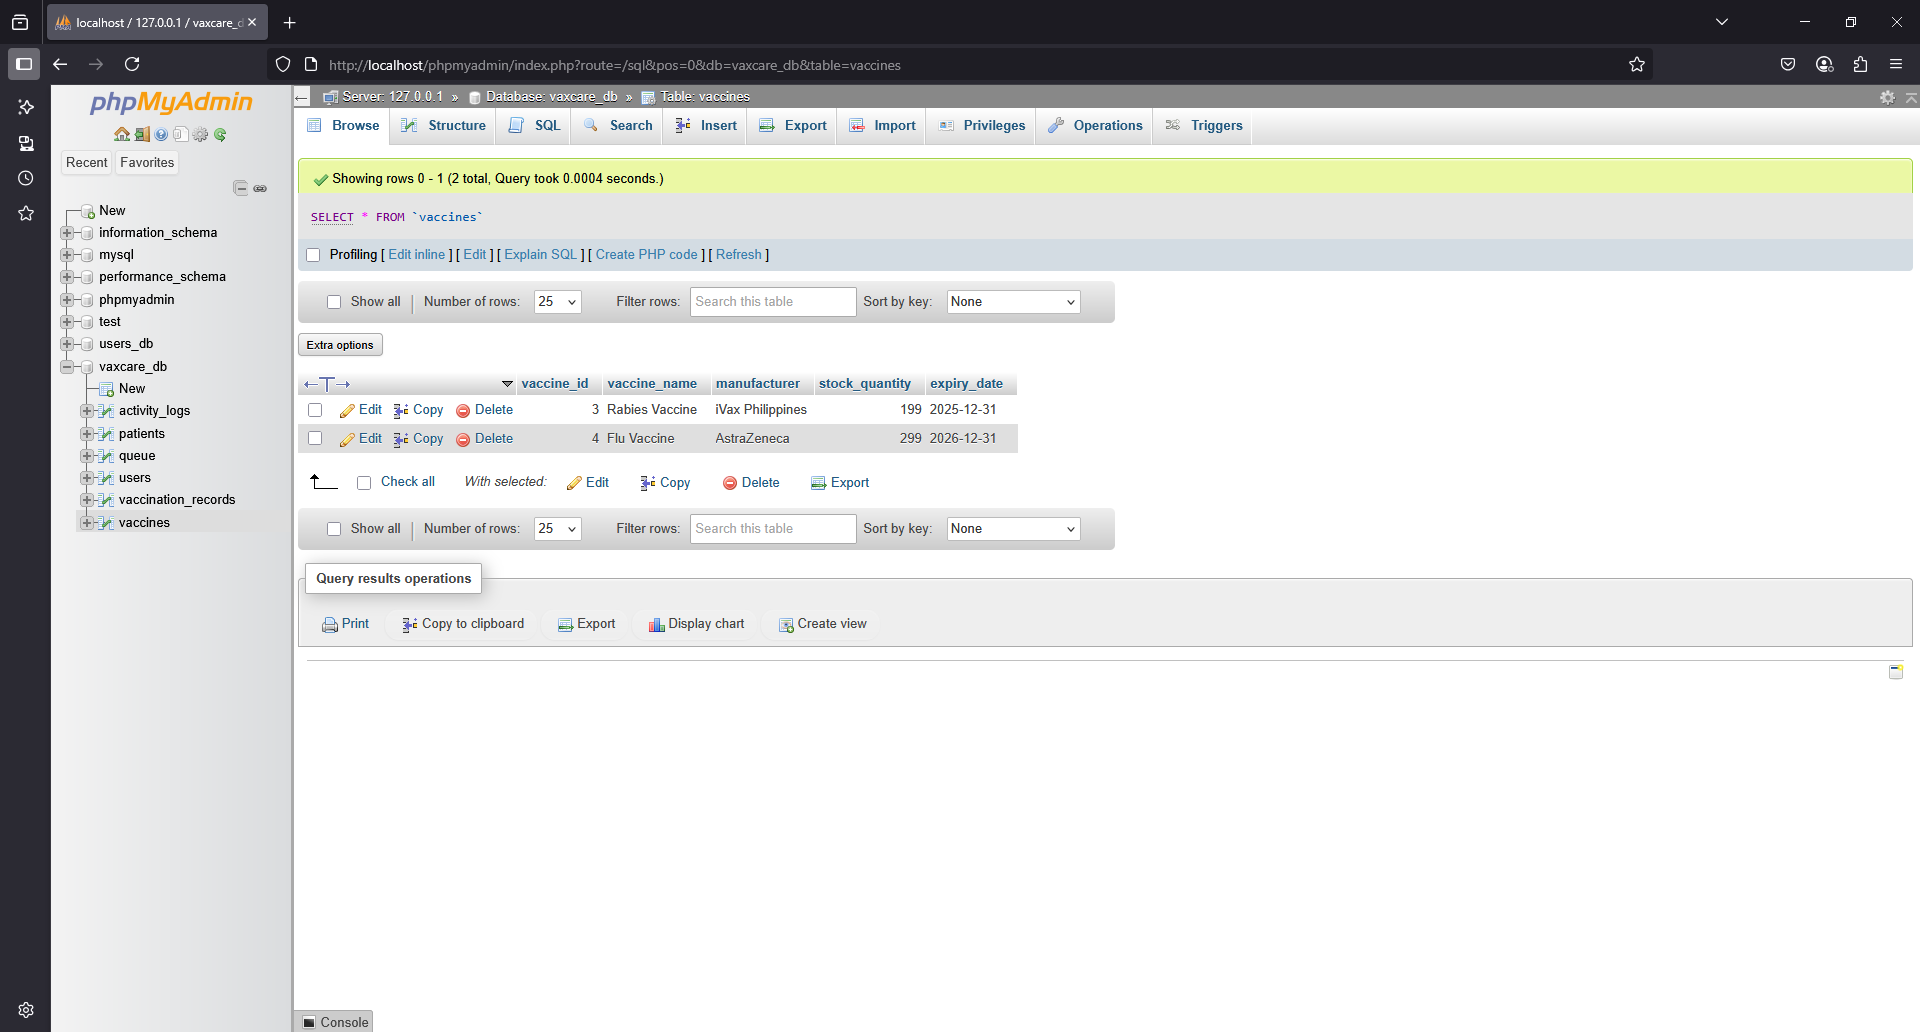 localhost / 127.0.0.1 / vaxcare_d
http://localhost/phpmyadmin/index.php?route=/sql&pos=0&db=vaxcare_db&table=vaccines
phpMyAdmin
Recent Favorites
New
information_schema
mysql
performance_schema
phpmyadmin
test
users_db
vaxcare_db
New
activity_logs
patients
queue
users
vaccination_records
vaccines
Server: 127.0.0.1 » Database: vaxcare_db » Table: vaccines
Browse Structure SQL Search Insert Export Import Privileges Operations Triggers
Showing rows 0 - 1 (2 total, Query took 0.0004 seconds.)
SELECT * FROM `vaccines`
Profiling [ Edit inline ] [ Edit ] [ Explain SQL ] [ Create PHP code ] [ Refresh ]
Show all | Number of rows: 25 Filter rows: Search this table Sort by key: None
Extra options
←T→ vaccine_id vaccine_name manufacturer stock_quantity expiry_date
Edit Copy Delete 3 Rabies Vaccine iVax Philippines 199 2025-12-31
Edit Copy Delete 4 Flu Vaccine AstraZeneca 299 2026-12-31
Check all With selected: Edit Copy Delete Export
Show all | Number of rows: 25 Filter rows: Search this table Sort by key: None
Query results operations
Print Copy to clipboard Export Display chart Create view
Console